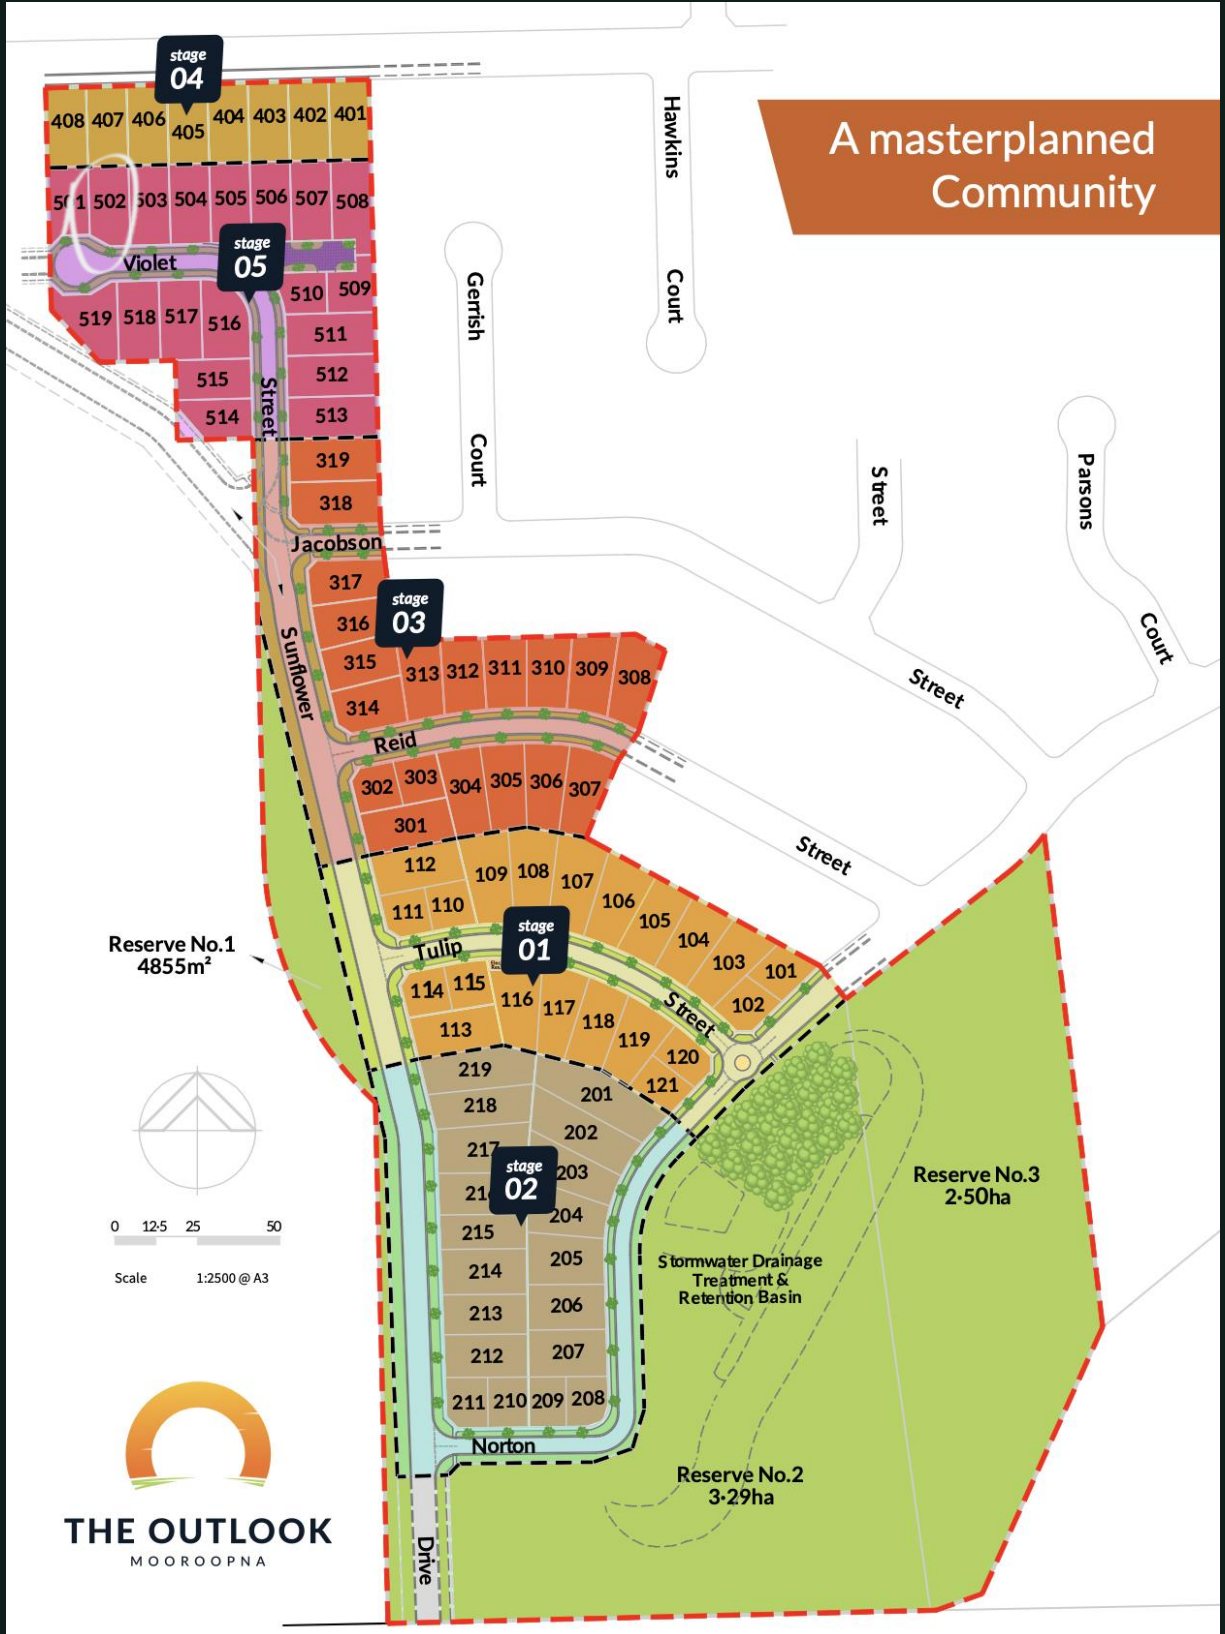 stage
04
408 407 406 405 404 403 402 401
A masterplanned
Community
Hawkins
Court
501 502 503 504 505 506 507 508
Violet
stage
05
510 509
519 518 517 516
511
515
512
514
513
Street
Gerrish
Court
319
318
Jacobson
317
stage
03
316
315
314
313 312 311 310 309 308
Sunflower
Reid
302 303 304 305 306 307
301
Street
Parsons
Court
Street
Street
112
109 108 107 106 105 104 103 101
111 110
102
Tulip
stage
01
Street
114 115 116 117 118 119 120
113
121
Reserve No.1
4855m²
219
201
218
202
217
stage
02
203
204
215
205
214
213
206
212
207
211 210 209 208
Norton
Drive
Reserve No.3
2·50ha
Stormwater Drainage
Treatment &
Retention Basin
Reserve No.2
3·29ha
0 12·5 25 50
Scale 1:2500 @ A3
THE OUTLOOK
MOOROOPNA